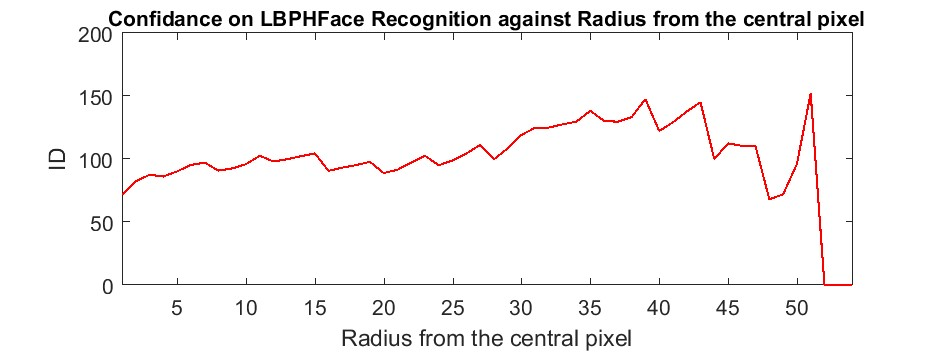 Confidance on LBPHFace Recognition against Radius from the central pixel
200
150
100
50
0
ID
5 10 15 20 25 30 35 40 45 50
Radius from the central pixel